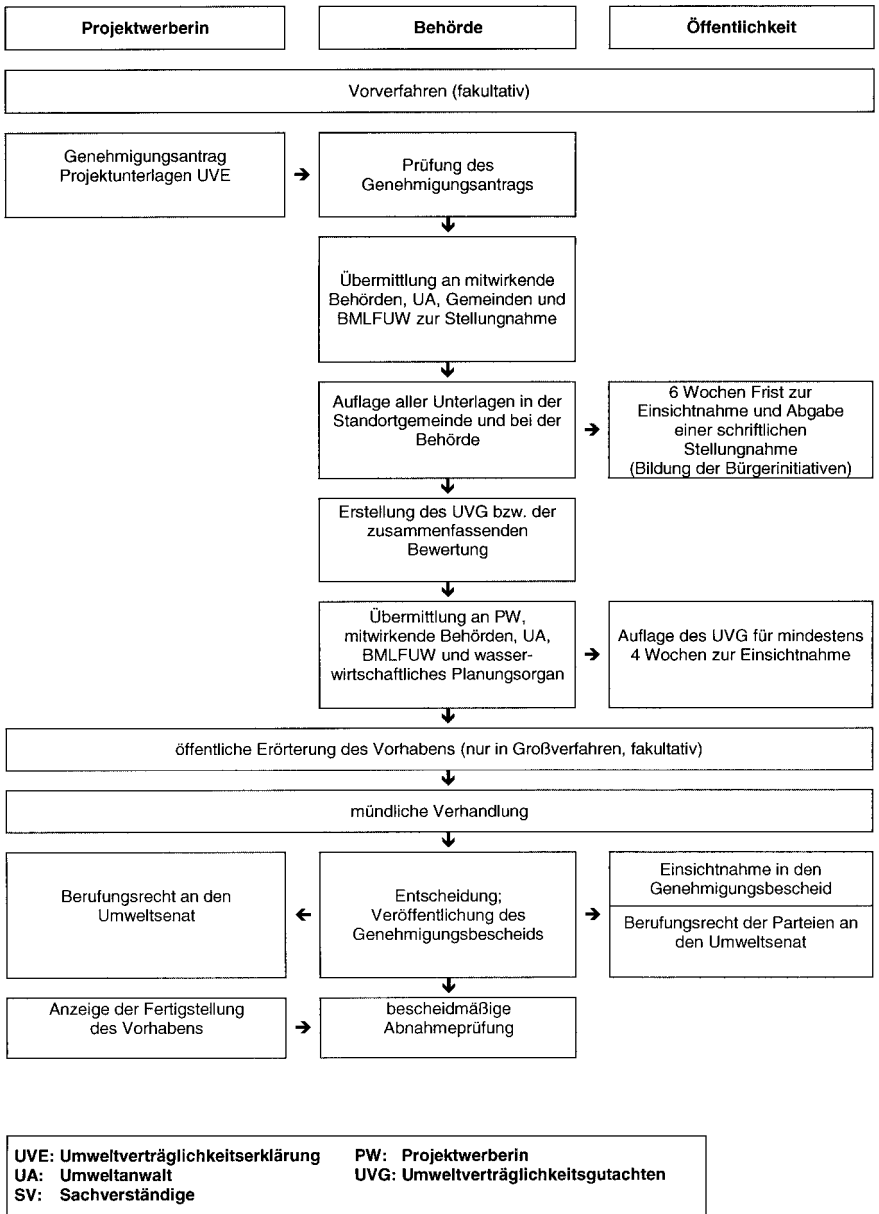 Projektwerberin
Behörde
Öffentlichkeit
Vorverfahren (fakultativ)
Genehmigungsantrag
Projektunterlagen UVE
Prüfung des
Genehmigungsantrags
Übermittlung an mitwirkende
Behörden, UA, Gemeinden und
BMLFUW zur Stellungnahme
Auflage aller Unterlagen in der
Standortgemeinde und bei der
Behörde
6 Wochen Frist zur
Einsichtnahme und Abgabe
einer schriftlichen
Stellungnahme
(Bildung der Bürgerinitiativen)
Erstellung des UVG bzw. der
zusammenfassenden
Bewertung
Übermittlung an PW,
mitwirkende Behörden, UA,
BMLFUW und wasser-
wirtschaftliches Planungsorgan
Auflage des UVG für mindestens
4 Wochen zur Einsichtnahme
öffentliche Erörterung des Vorhabens (nur in Großverfahren, fakultativ)
mündliche Verhandlung
Berufungsrecht an den
Umweltsenat
Entscheidung;
Veröffentlichung des
Genehmigungsbescheids
Einsichtnahme in den
Genehmigungsbescheid
Berufungsrecht der Parteien an
den Umweltsenat
Anzeige der Fertigstellung
des Vorhabens
bescheidmäßige
Abnahmeprüfung
UVE: Umweltverträglichkeitserklärung PW: Projektwerberin
UA: Umweltanwalt UVG: Umweltverträglichkeitsgutachten
SV: Sachverständige